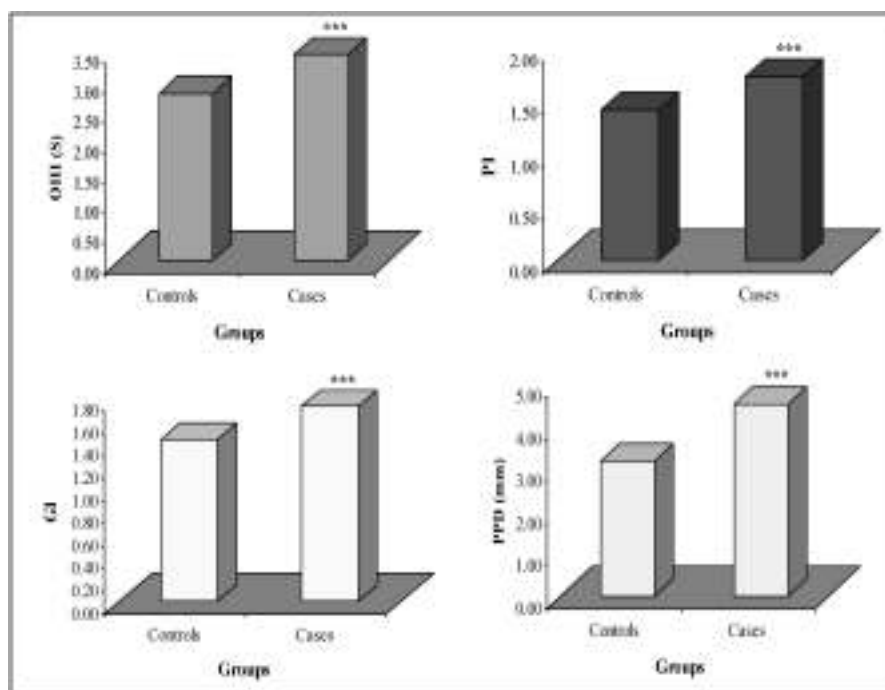 ***
3.50
3.00
2.50
2.00
1.50
1.00
0.50
0.00
OHI (S)
Controls Cases
Groups
***
2.00
1.50
1.00
0.50
0.00
PI
Controls Cases
Groups
***
1.80
1.60
1.40
1.20
1.00
0.80
0.60
0.40
0.20
0.00
GI
Controls Cases
Groups
***
5.00
4.00
3.00
2.00
1.00
0.00
PPD (mm)
Controls Cases
Groups